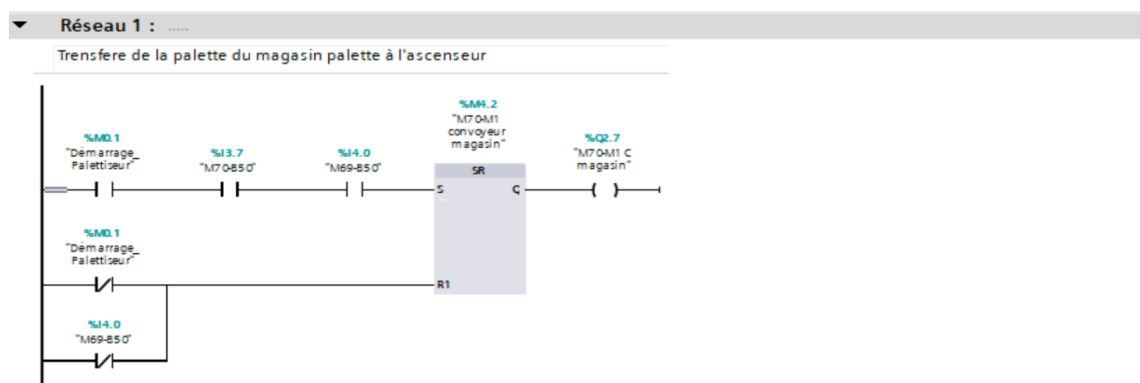 Réseau 1 : .....
Trensfere de la palette du magasin palette à l'ascenseur
%M4.2
"M70-M1
convoyeur
magasin"
%M0.1
"Démarrage_
Palettiseur"
%I3.7
"M70-B50"
%I4.0
"M69-B50"
%Q2.7
"M70-M1 C
magasin"
SR
S
Q
%M0.1
"Démarrage_
Palettiseur"
R1
%I4.0
"M69-B50"